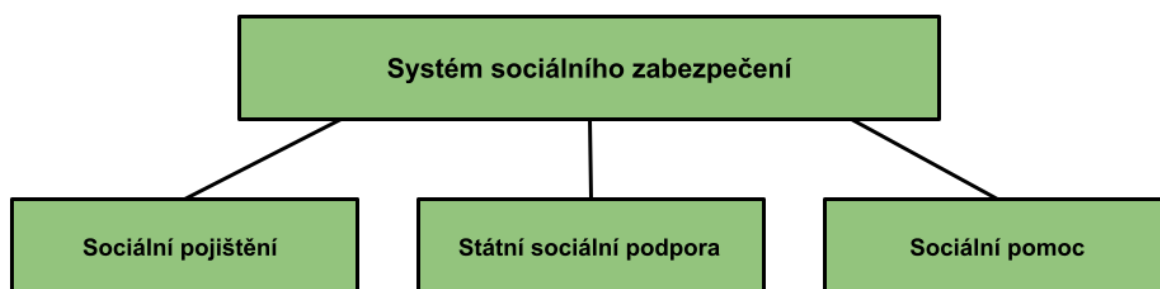 Systém sociálního zabezpečení
Sociální pojištění
Státní sociální podpora
Sociální pomoc